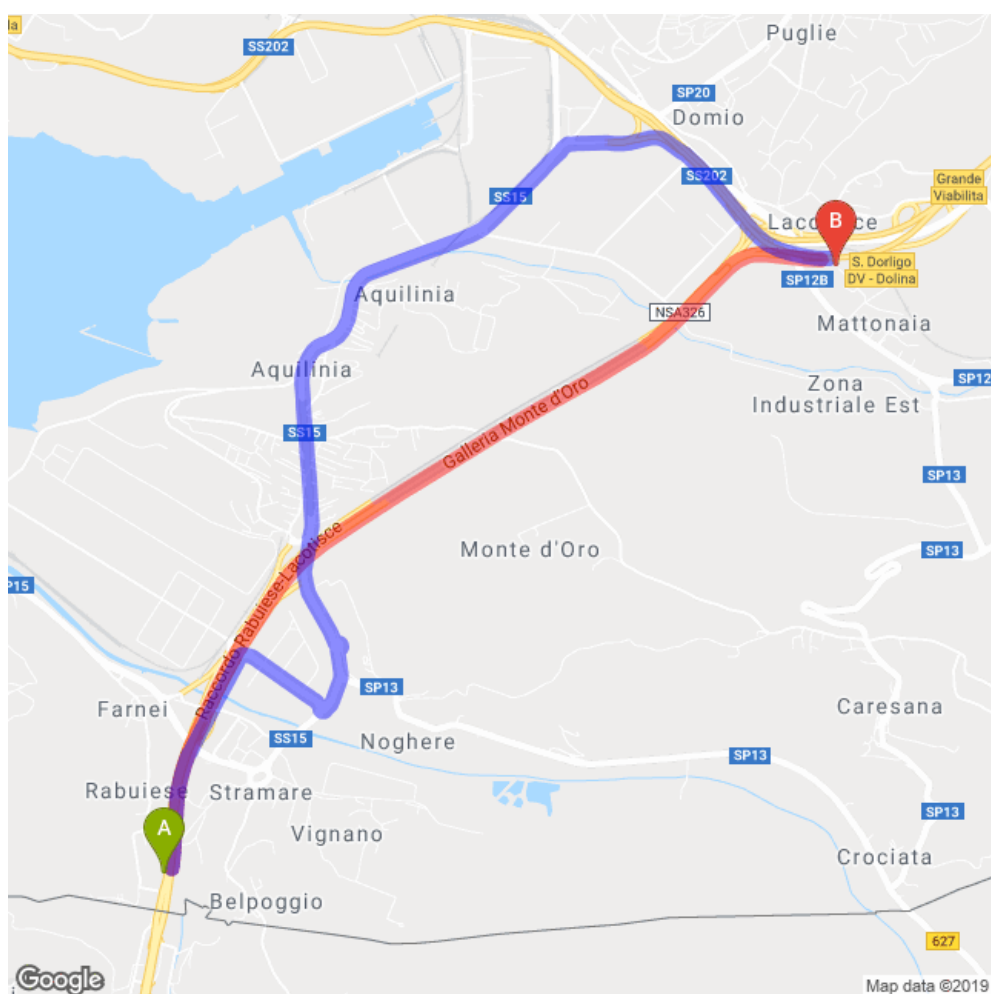 la
SS202
Puglie
SP20
Domio
SS202
SS15
Grande
Viabilita
B
S. Dorligo
DV - Dolina
SP12B
Aquilinia
NSA326
Mattonaia
Aquilinia
Zona
Industriale Est
SP12
Galleria Monte d'Oro
SS15
SP13
Monte d'Oro
SP13
SP15
Raccordo Rabuiese-Lacotisce
SP13
Farnei
Caresana
SS15
Noghere
SP13
Rabuiese
Stramare
SP13
A
Vignano
Crociata
Belpoggio
627
Google
Map data ©2019